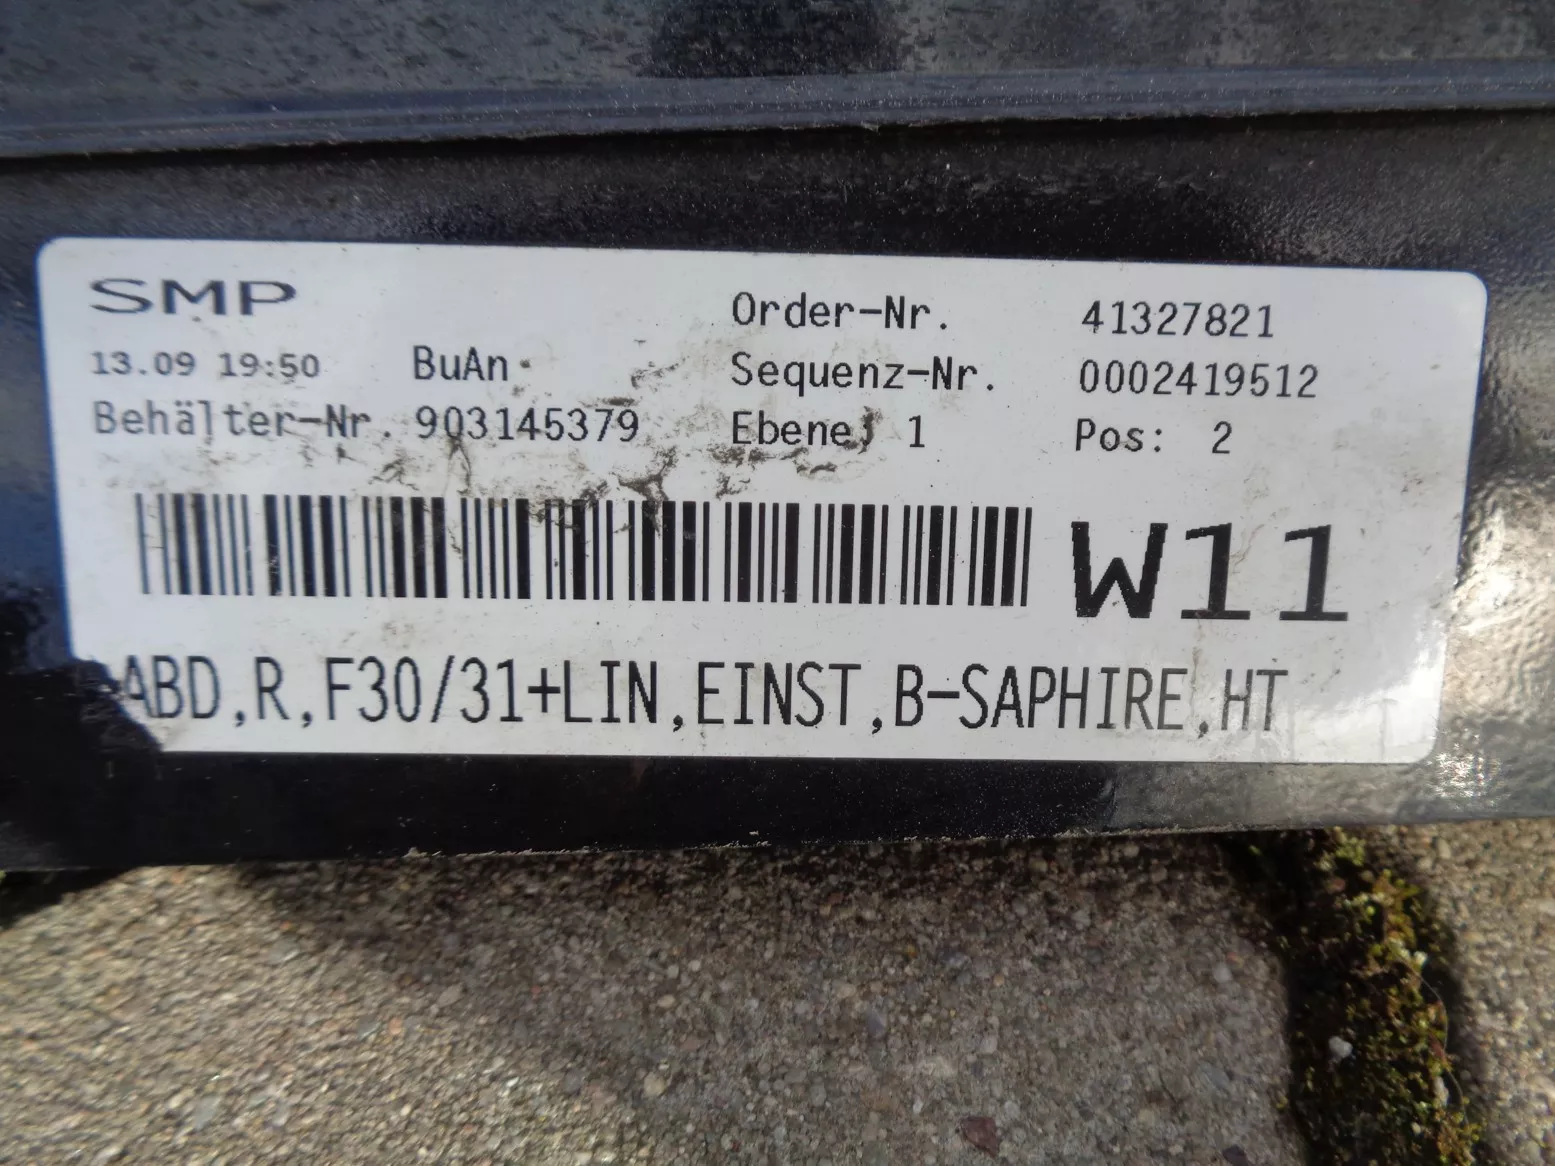 SMP
Order-Nr. 41327821
13.09 19:50 BuAn Sequenz-Nr. 0002419512
Behälter-Nr. 903145379 Ebene: 1 Pos: 2
W11
ABD,R,F30/31+LIN,EINST,B-SAPHIRE,HT